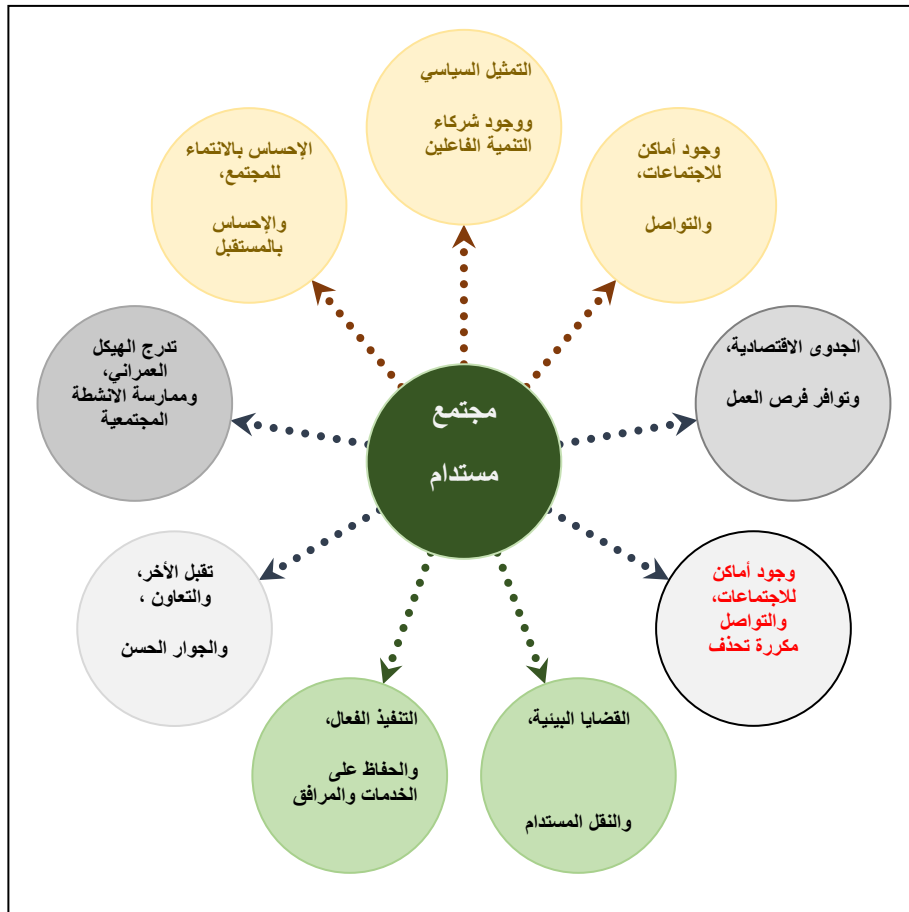 التمثيل السياسي
ووجود شركاء
التنمية الفاعلين
وجود أماكن
للاجتماعات،
والتواصل
الإحساس بالانتماء
للمجتمع،
والإحساس
بالمستقبل
الجدوى الاقتصادية،
وتوافر فرص العمل
تدرج الهيكل
العمراني،
وممارسة الانشطة
المجتمعية
مجتمع
مستدام
وجود أماكن
للاجتماعات،
والتواصل
مكررة تحذف
تقبل الأخر،
والتعاون ،
والجوار الحسن
القضايا البيئية،
والنقل المستدام
التنفيذ الفعال،
والحفاظ على
الخدمات والمرافق